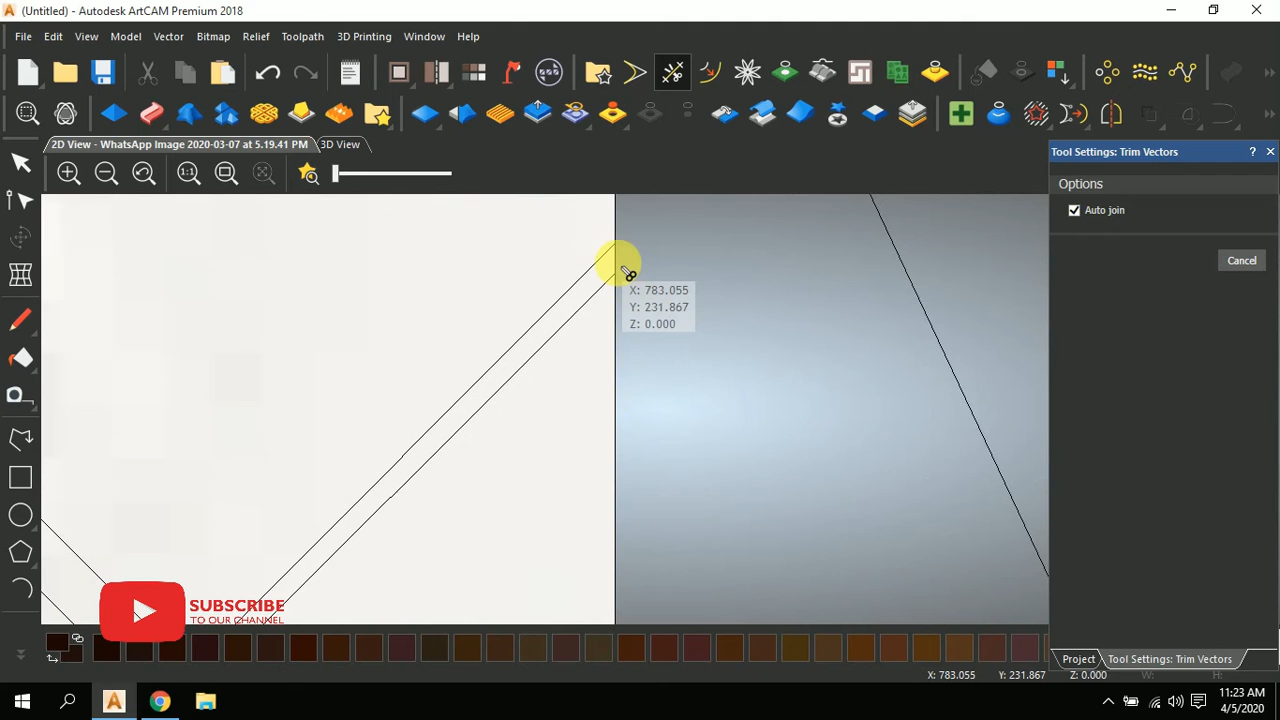 (Untitled) - Autodesk ArtCAM Premium 2018
File Edit View Model Vector Bitmap Relief Toolpath 3D Printing Window Help
2D View - WhatsApp Image 2020-03-07 at 5.19.41 PM 3D View
1:1
Tool Settings: Trim Vectors
Options
Auto join
Cancel
X: 783.055
Y: 231.867
Z: 0.000
SUBSCRIBE
TO OUR CHANNEL
Project Tool Settings: Trim Vectors
X: 783.055 Y: 231.867 Z: 0.000 W: H:
11:23 AM
4/5/2020